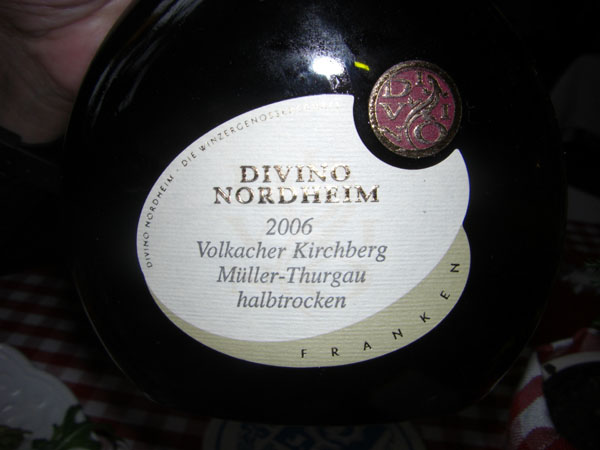 DIVINO NORDHEIM - DIE WINZERGENOSSENSCHAFT
DIVINO
NORDHEIM
2006
Volkacher Kirchberg
Müller-Thurgau
halbtrocken
FRANKEN